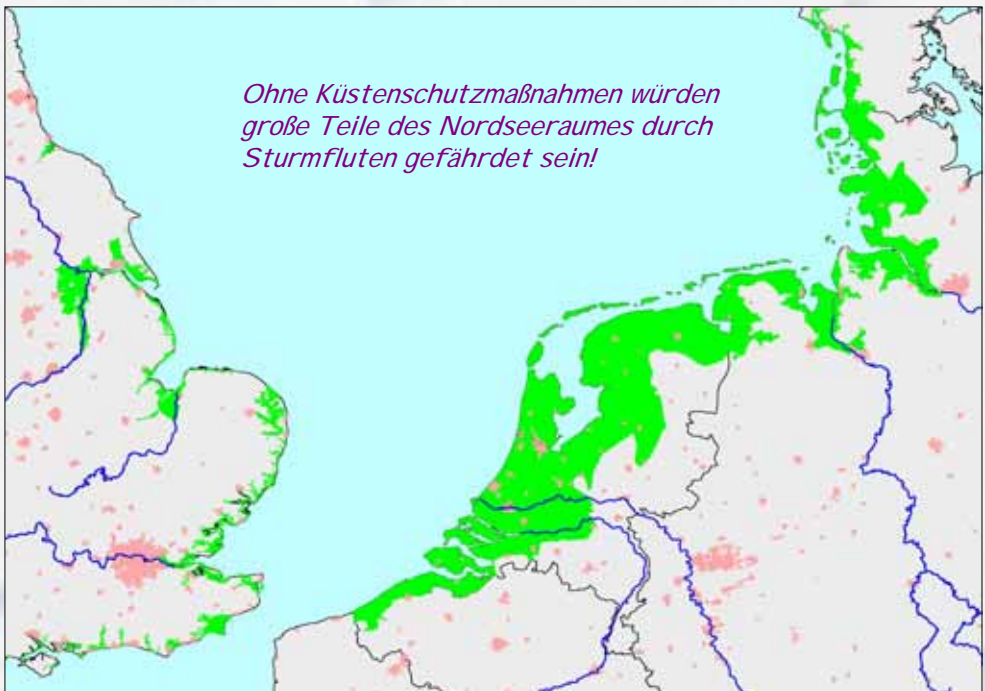 Ohne Küstenschutzmaßnahmen würden
große Teile des Nordseeraumes durch
Sturmfluten gefährdet sein!